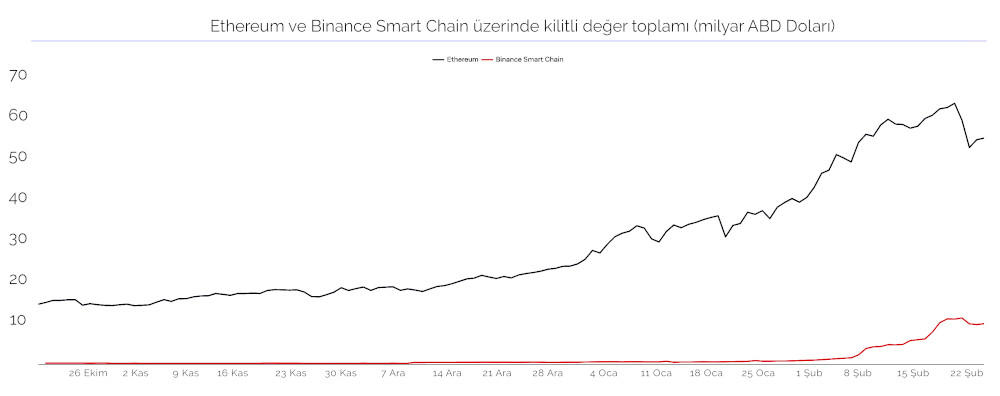 Ethereum ve Binance Smart Chain üzerinde kilitli değer toplamı (milyar ABD Doları)
Ethereum Binance Smart Chain
70
60
50
40
30
20
10
26 Ekim 2 Kas 9 Kas 16 Kas 23 Kas 30 Kas 7 Ara 14 Ara 21 Ara 28 Ara 4 Oca 11 Oca 18 Oca 25 Oca 1 Şub 8 Şub 15 Şub 22 Şub